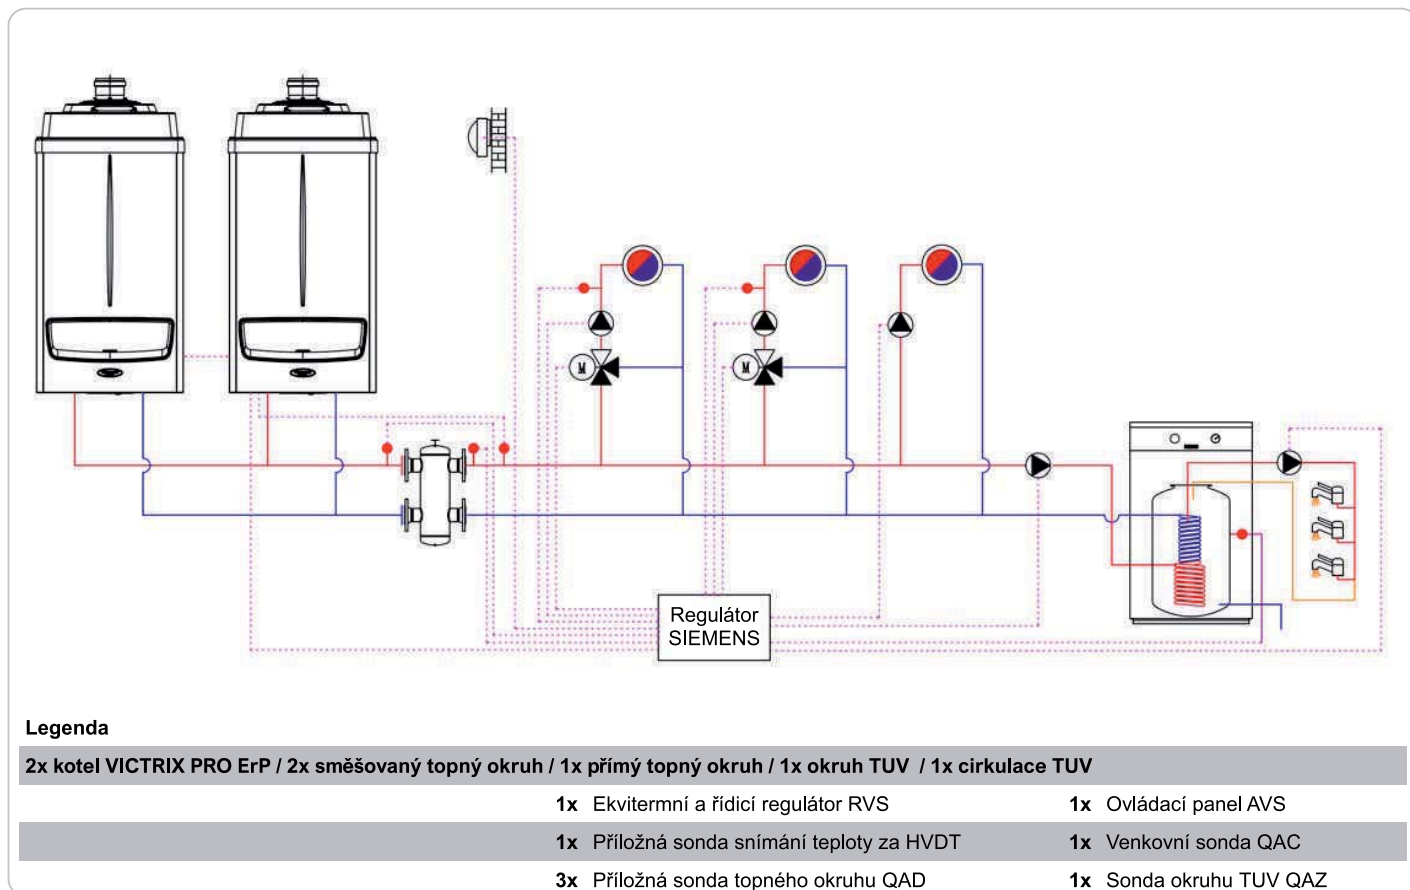 M
M
Regulátor
SIEMENS
Legenda
2x kotel VICTRIX PRO ErP / 2x směšovaný topný okruh / 1x přímý topný okruh / 1x okruh TUV / 1x cirkulace TUV
1x Ekvitermní a řídicí regulátor RVS 1x Ovládací panel AVS
1x Příložná sonda snímání teploty za HVDT 1x Venkovní sonda QAC
3x Příložná sonda topného okruhu QAD 1x Sonda okruhu TUV QAZ